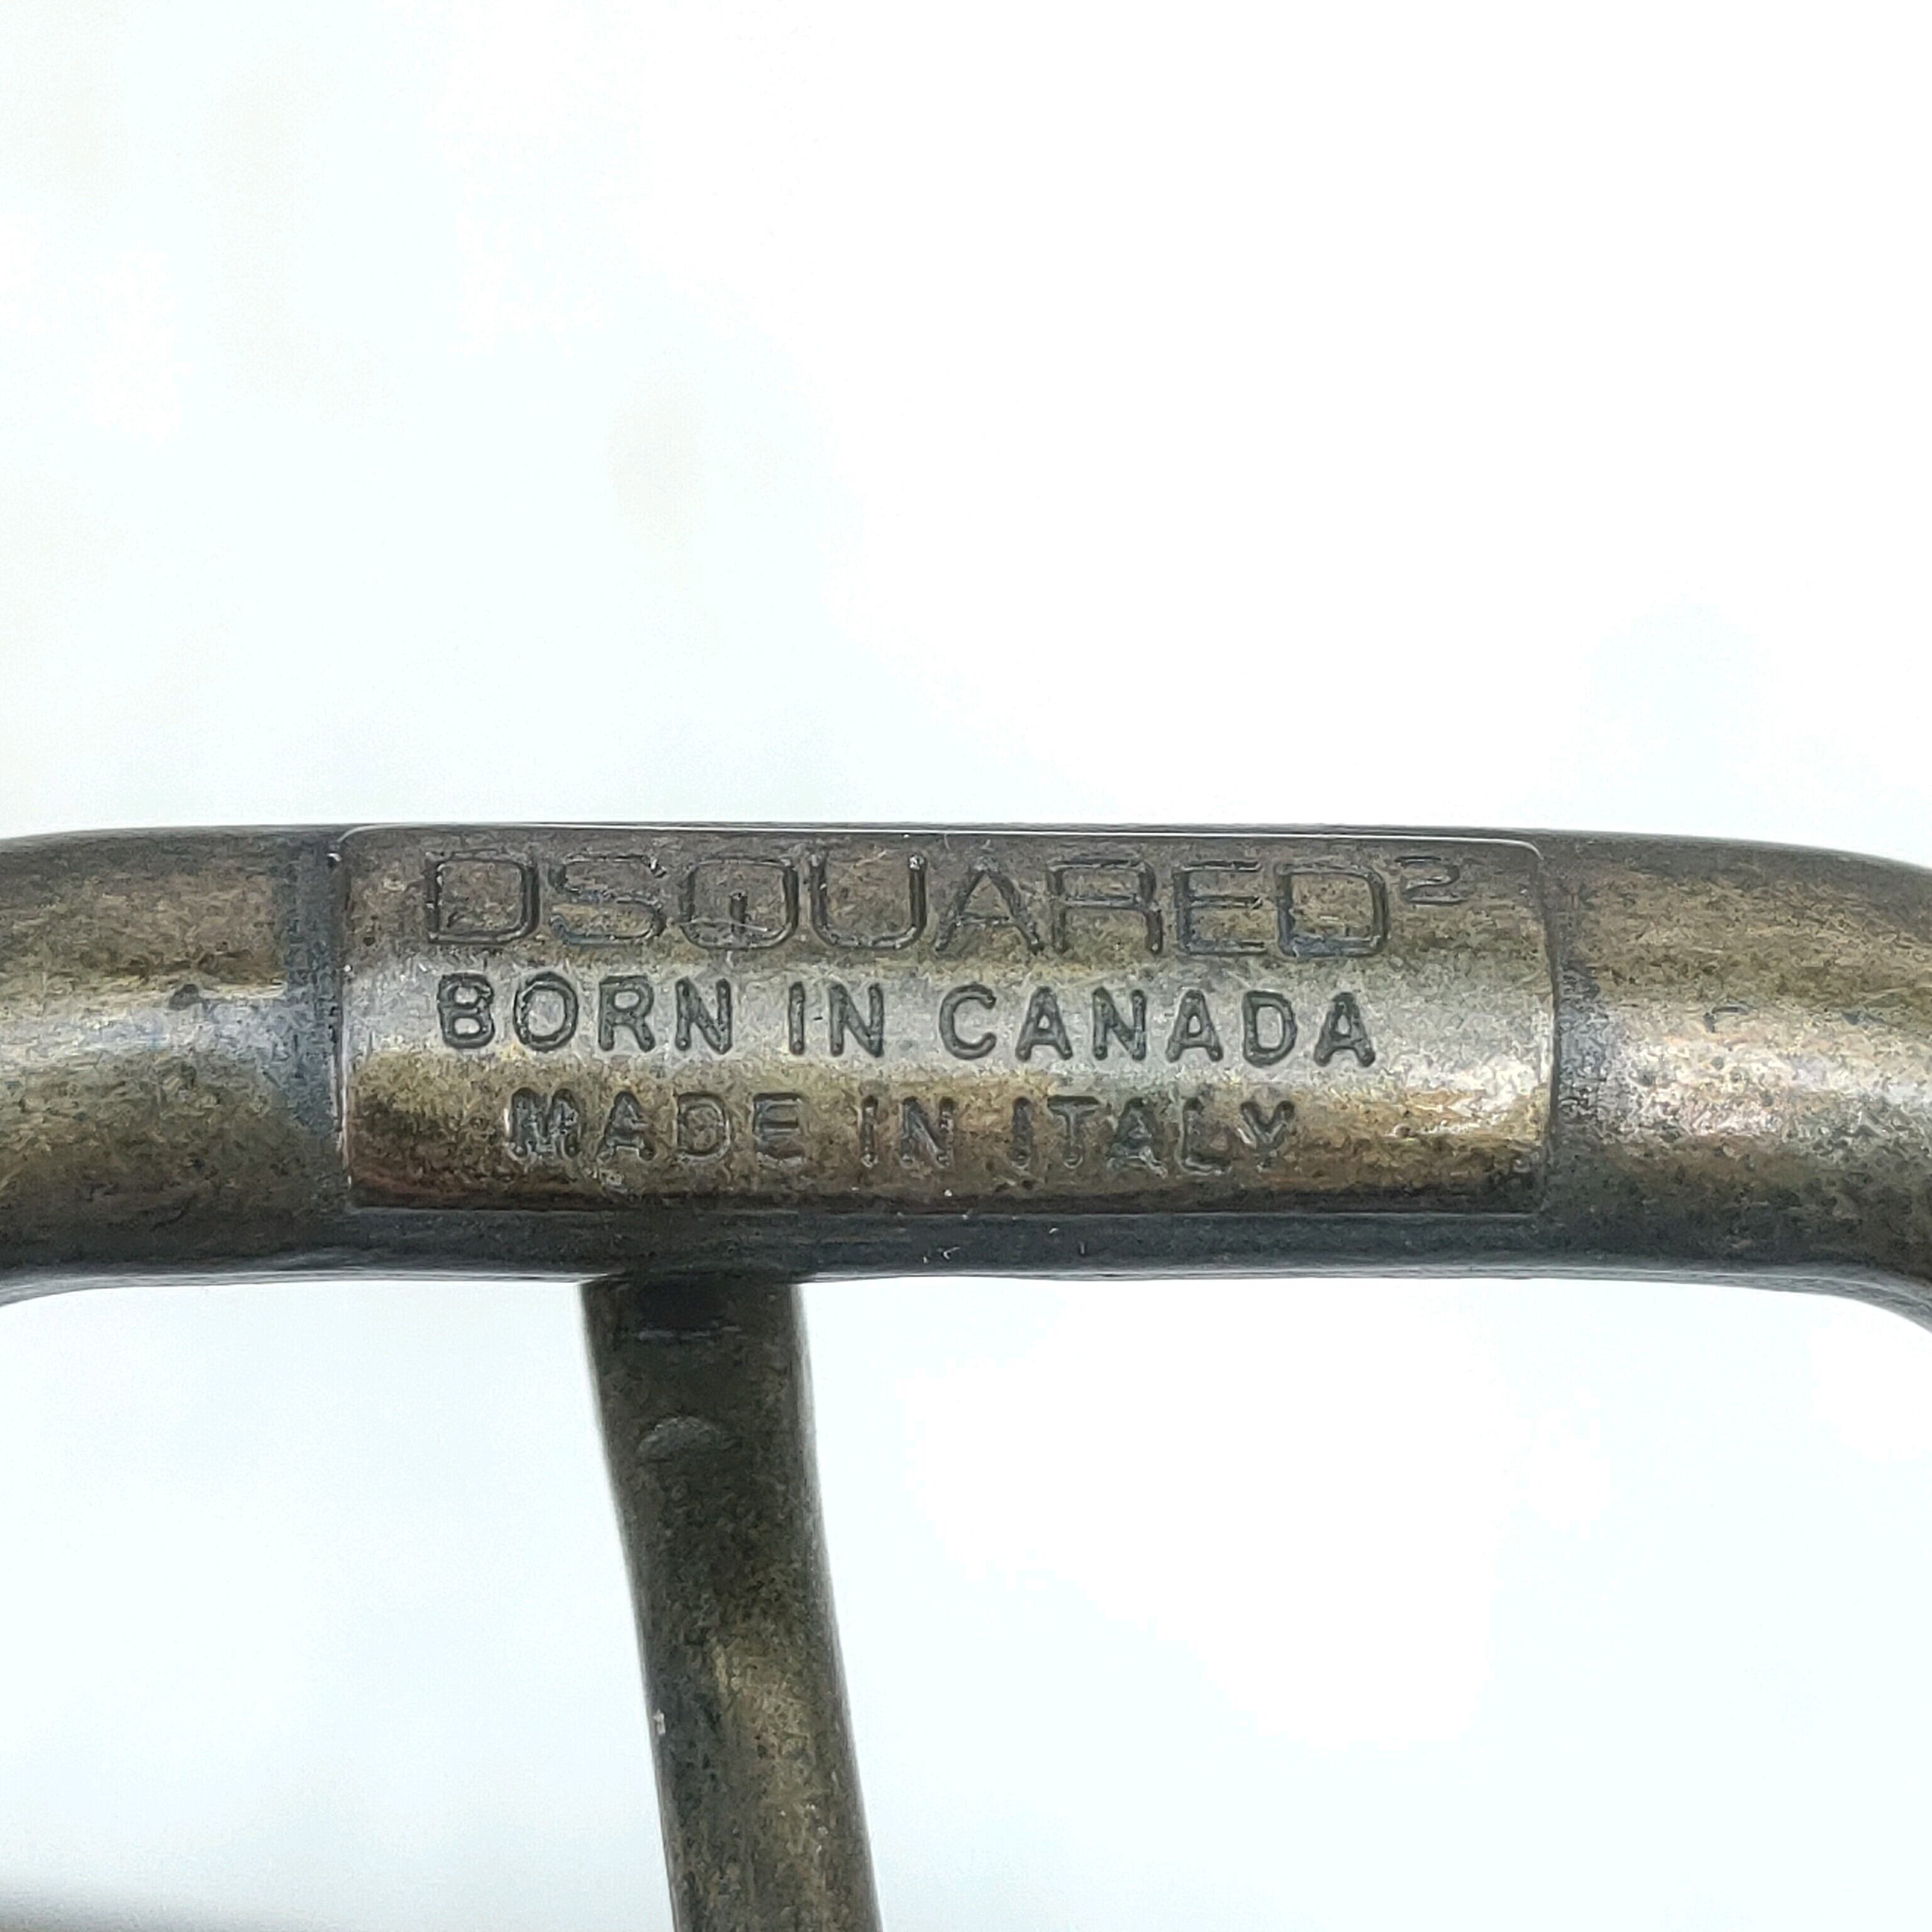 DSQUARED²
BORN IN CANADA
MADE IN ITALY